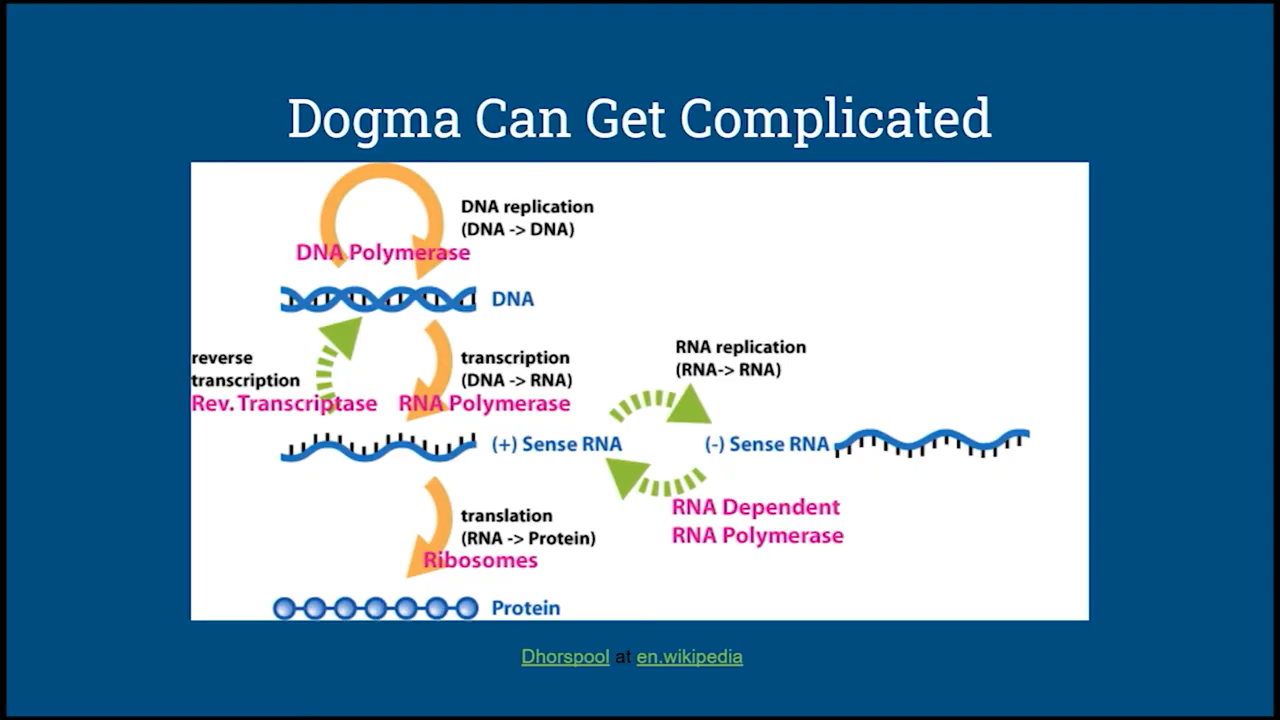 Dogma Can Get Complicated
DNA replication
(DNA -> DNA)
DNA Polymerase
DNA
reverse
transcription
Rev. Transcriptase
transcription
(DNA -> RNA)
RNA Polymerase
RNA replication
(RNA-> RNA)
(+) Sense RNA
(-) Sense RNA
RNA Dependent
RNA Polymerase
translation
(RNA -> Protein)
Ribosomes
Protein
Dhorspool at en.wikipedia